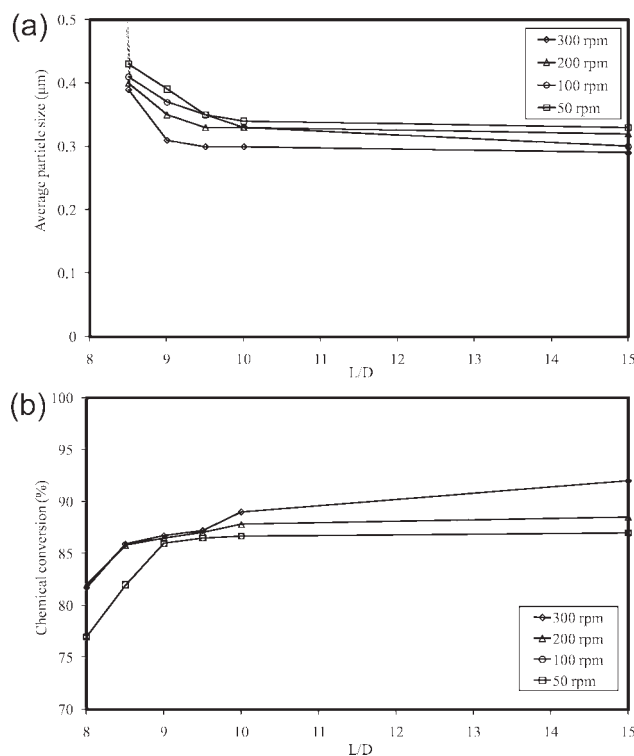 (a)
0.5
0.4
0.3
0.2
0.1
0
Average particle size (μm)
300 rpm
200 rpm
100 rpm
50 rpm
8 9 10 11 12 13 14 15
L/D
(b)
100
95
90
85
80
75
70
Chemical conversion (%)
300 rpm
200 rpm
100 rpm
50 rpm
8 9 10 11 12 13 14 15
L/D